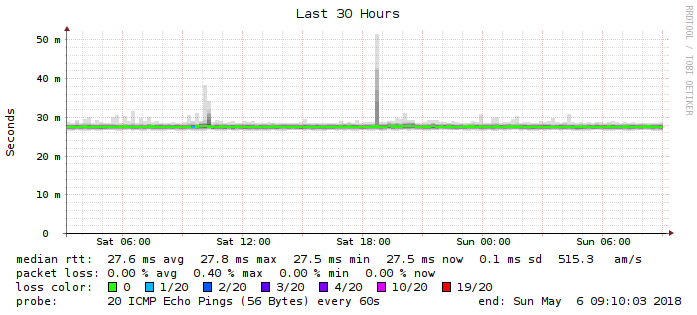 Last 30 Hours
RRDTOOL / TOBI OETIKER
Seconds
50 m
40 m
30 m
20 m
10 m
0
Sat 06:00 Sat 12:00 Sat 18:00 Sun 00:00 Sun 06:00
median rtt: 27.6 ms avg 27.8 ms max 27.5 ms min 27.5 ms now 0.1 ms sd 515.3 am/s
packet loss: 0.00 % avg 0.40 % max 0.00 % min 0.00 % now
loss color: 0 1/20 2/20 3/20 4/20 10/20 19/20
probe: 20 ICMP Echo Pings (56 Bytes) every 60s end: Sun May 6 09:10:03 2018